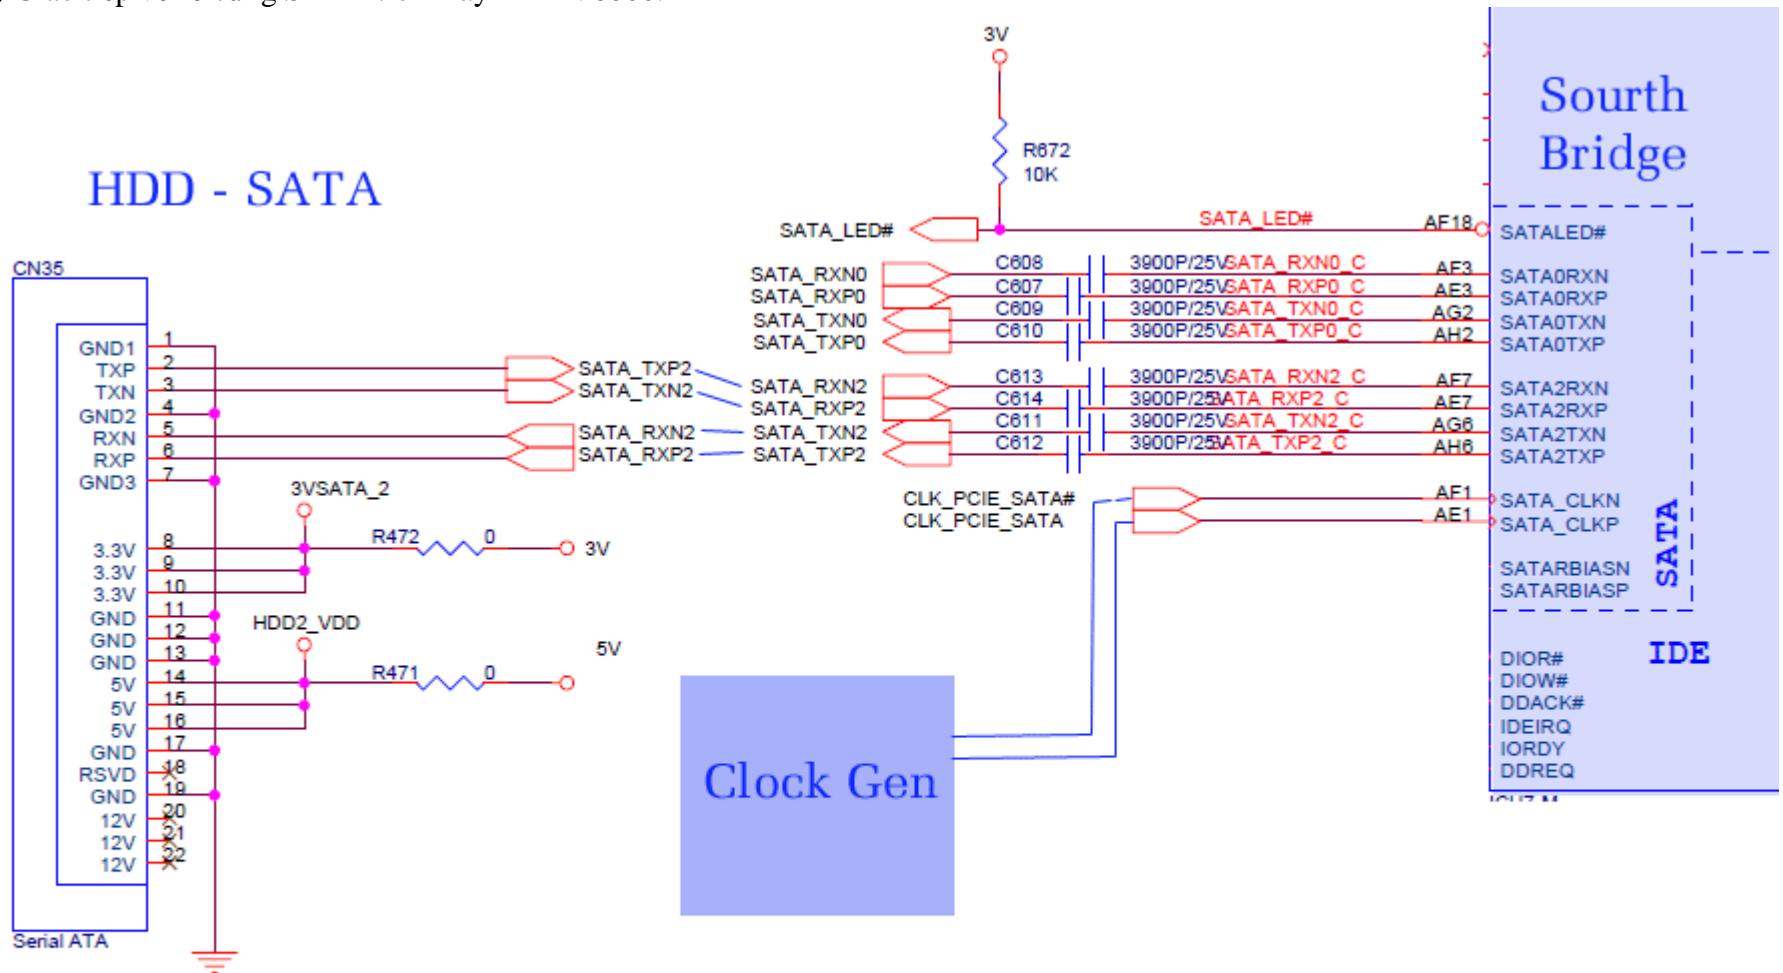 3V
Sourth
Bridge
R672
10K
HDD - SATA
SATA_LED#
SATA_LED#
AF18
SATALED#
CN35
SATA_RXN0
C608
3900P/25V
SATA_RXN0_C
AF3
SATA0RXN
SATA_RXP0
C607
3900P/25V
SATA_RXP0_C
AE3
SATA0RXP
SATA_TXN0
C609
3900P/25V
SATA_TXN0_C
AG2
SATA0TXN
SATA_TXP0
C610
3900P/25V
SATA_TXP0_C
AH2
SATA0TXP
GND1
1
TXP
2
SATA_TXP2
TXN
3
SATA_TXN2
GND2
4
RXN
5
SATA_RXN2
RXP
6
SATA_RXP2
GND3
7
SATA_RXN2
C613
3900P/25V
SATA_RXN2_C
AF7
SATA2RXN
SATA_RXP2
C614
3900P/25V
SATA_RXP2_C
AE7
SATA2RXP
SATA_TXN2
C611
3900P/25V
SATA_TXN2_C
AG6
SATA2TXN
SATA_TXP2
C612
3900P/25V
SATA_TXP2_C
AH6
SATA2TXP
3VSATA_2
CLK_PCIE_SATA#
AF1
SATA_CLKN
CLK_PCIE_SATA
AE1
SATA_CLKP
SATA
SATARBIASN
SATARBIASP
3.3V
8
R472
0
3V
3.3V
9
3.3V
10
GND
11
GND
12
GND
13
HDD2_VDD
5V
5V
14
R471
0
5V
15
5V
16
GND
17
RSVD
18
GND
19
12V
20
12V
21
12V
22
Serial ATA
Clock Gen
IDE
DIOR#
DIOW#
DDACK#
IDEIRQ
IORDY
DDREQ